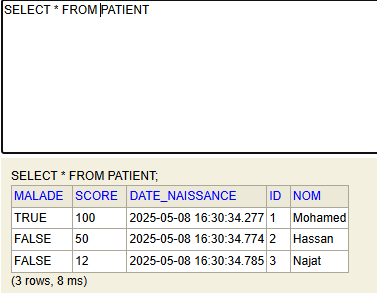 SELECT * FROM PATIENT
SELECT * FROM PATIENT;
MALADE SCORE DATE_NAISSANCE ID NOM
TRUE 100 2025-05-08 16:30:34.277 1 Mohamed
FALSE 50 2025-05-08 16:30:34.774 2 Hassan
FALSE 12 2025-05-08 16:30:34.785 3 Najat
(3 rows, 8 ms)